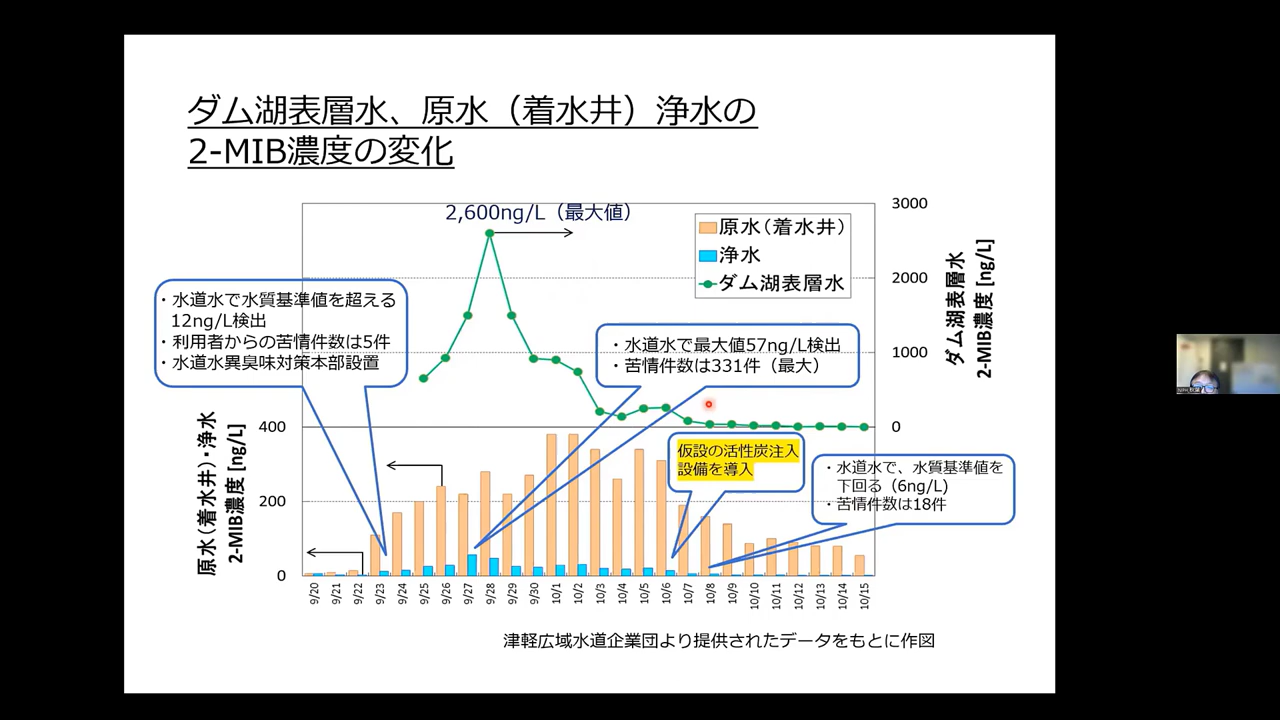 ダム湖表層水、原水（着水井）浄水の
2-MIB濃度の変化
2,600ng/L（最大値）
原水（着水井）
浄水
ダム湖表層水
3000
2000
1000
0
ダム湖表層水
2-MIB濃度 [ng/L]
・水道水で水質基準値を超える
12ng/L検出
・利用者からの苦情件数は5件
・水道水異臭味対策本部設置
・水道水で最大値57ng/L検出
・苦情件数は331件（最大）
仮設の活性炭注入
設備を導入
・水道水で、水質基準値を
下回る（6ng/L)
・苦情件数は18件
原水（着水井）・浄水
2-MIB濃度 [ng/L]
400
200
0
9/20
9/21
9/22
9/23
9/24
9/25
9/26
9/27
9/28
9/29
9/30
10/1
10/2
10/3
10/4
10/5
10/6
10/7
10/8
10/9
10/10
10/11
10/12
10/13
10/14
10/15
津軽広域水道企業団より提供されたデータをもとに作図